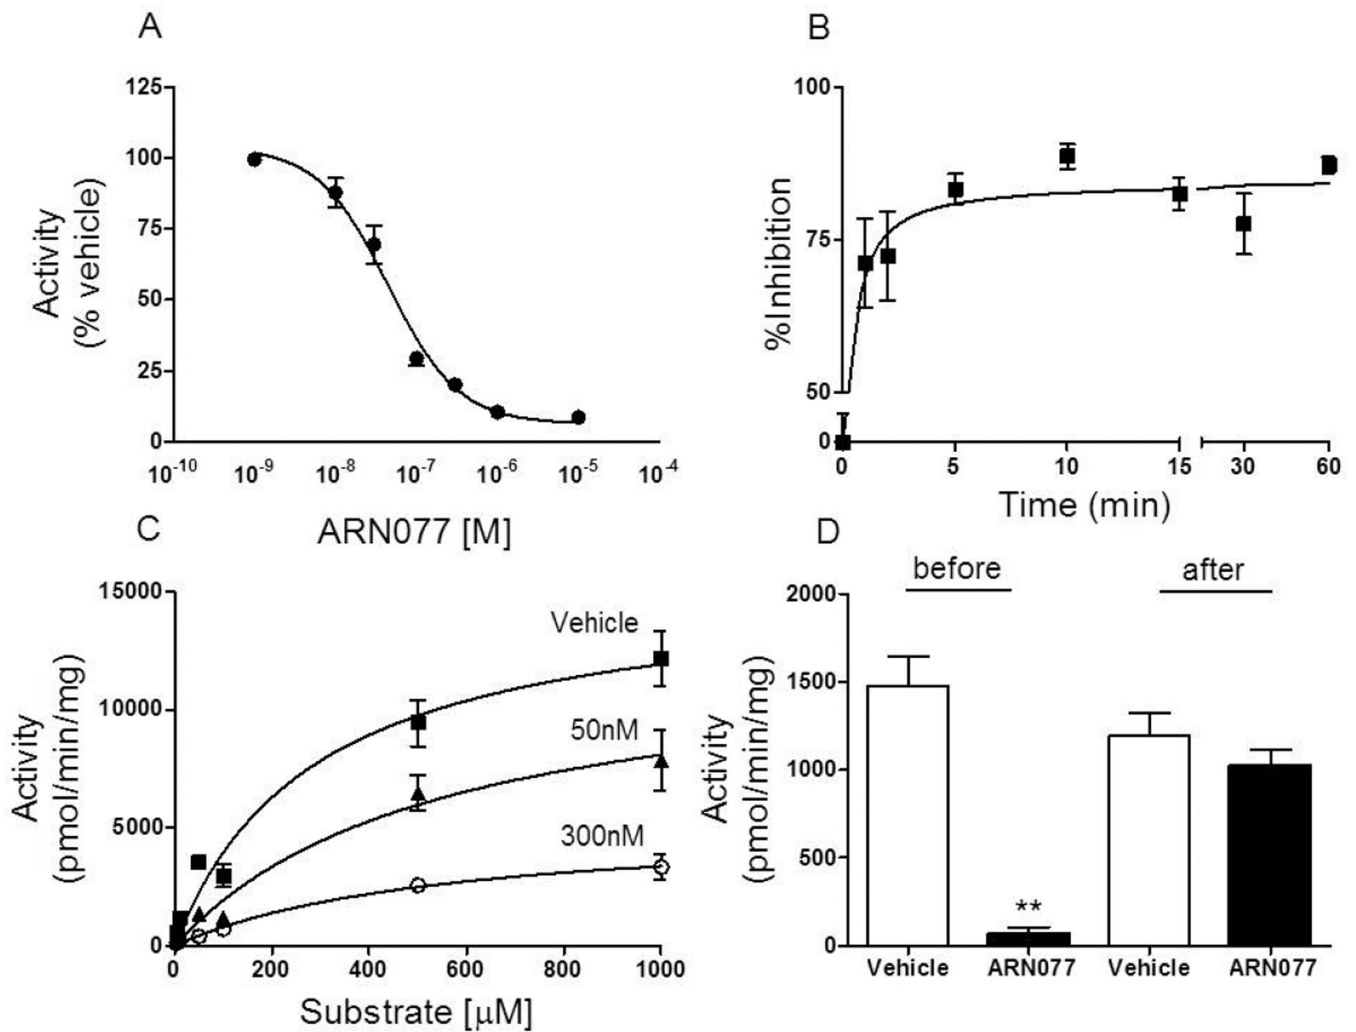 A
125
100
75
50
25
0
Activity
(% vehicle)
10-10 10-9 10-8 10-7 10-6 10-5 10-4
ARN077 [M]
B
100
75
50
0
%Inhibition
0 5 10 15 30 60
Time (min)
C
15000
10000
5000
0
Activity
(pmol/min/mg)
Vehicle
50nM
300nM
0 200 400 600 800 1000
Substrate [μM]
D
before after
2000
1500
1000
500
0
Activity
(pmol/min/mg)
**
Vehicle ARN077 Vehicle ARN077